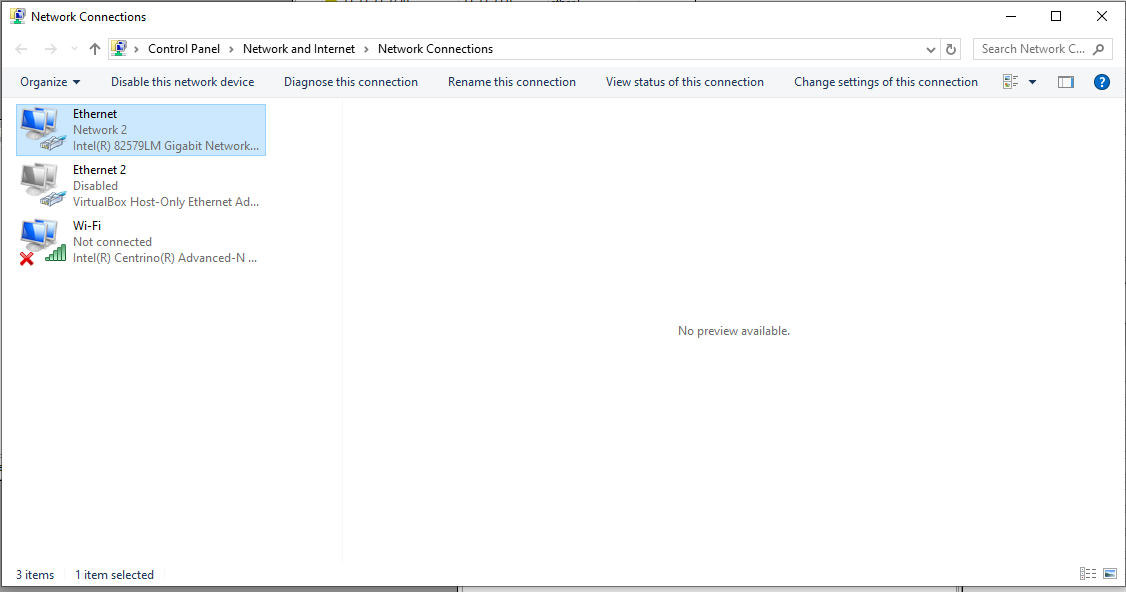 Network Connections
Control Panel > Network and Internet > Network Connections
Search Network C...
Organize
Disable this network device
Diagnose this connection
Rename this connection
View status of this connection
Change settings of this connection
?
Ethernet
Network 2
Intel(R) 82579LM Gigabit Network...
Ethernet 2
Disabled
VirtualBox Host-Only Ethernet Ad...
Wi-Fi
Not connected
Intel(R) Centrino(R) Advanced-N ...
No preview available.
3 items
1 item selected